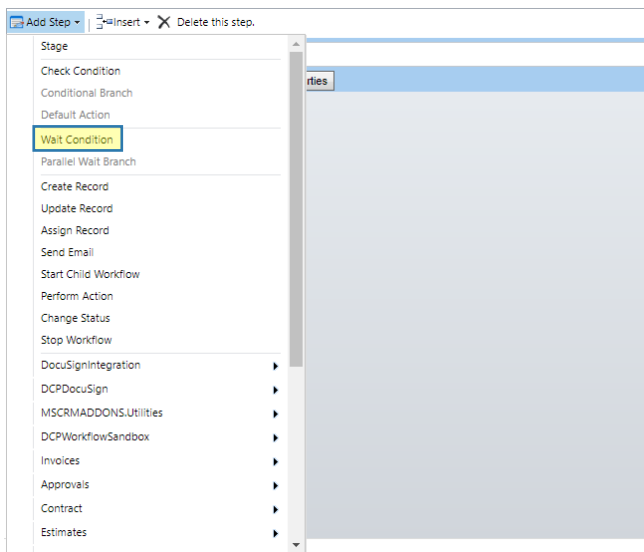 Add Step Insert Delete this step.
Stage
Check Condition
rties
Conditional Branch
Default Action
Wait Condition
Parallel Wait Branch
Create Record
Update Record
Assign Record
Send Email
Start Child Workflow
Perform Action
Change Status
Stop Workflow
DocuSignIntegration
DCPDocuSign
MSCRMADDONS.Utilities
DCPWorkflowSandbox
Invoices
Approvals
Contract
Estimates